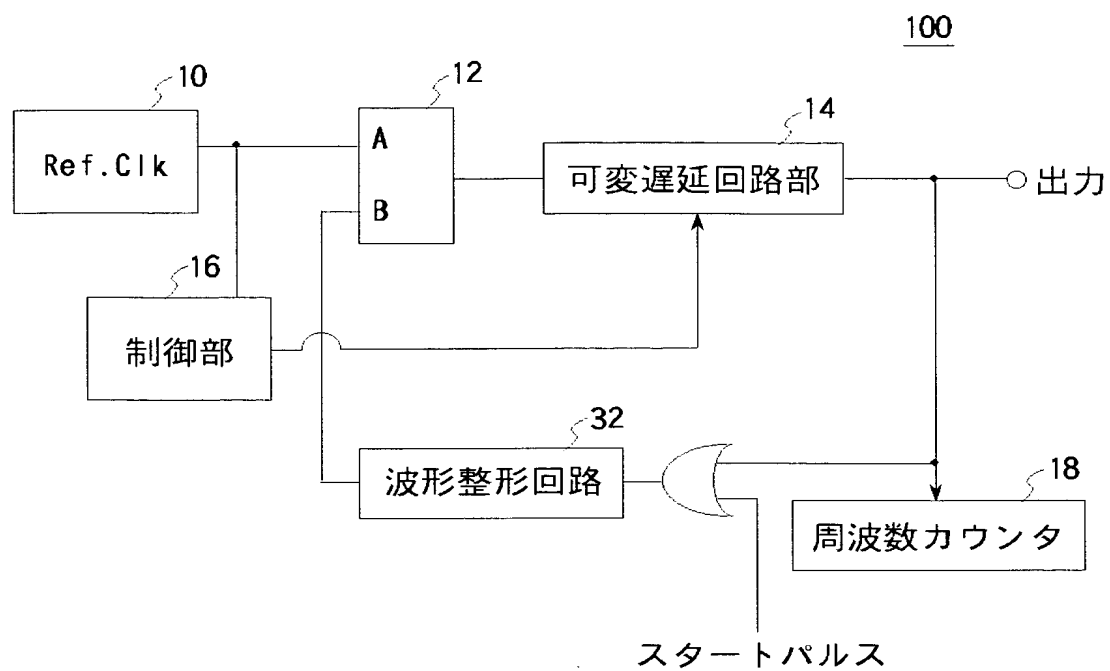 100
10
12
14
Ref.Clk
A
B
可変遅延回路部
出力
16
制御部
32
波形整形回路
18
周波数カウンタ
スタートパルス